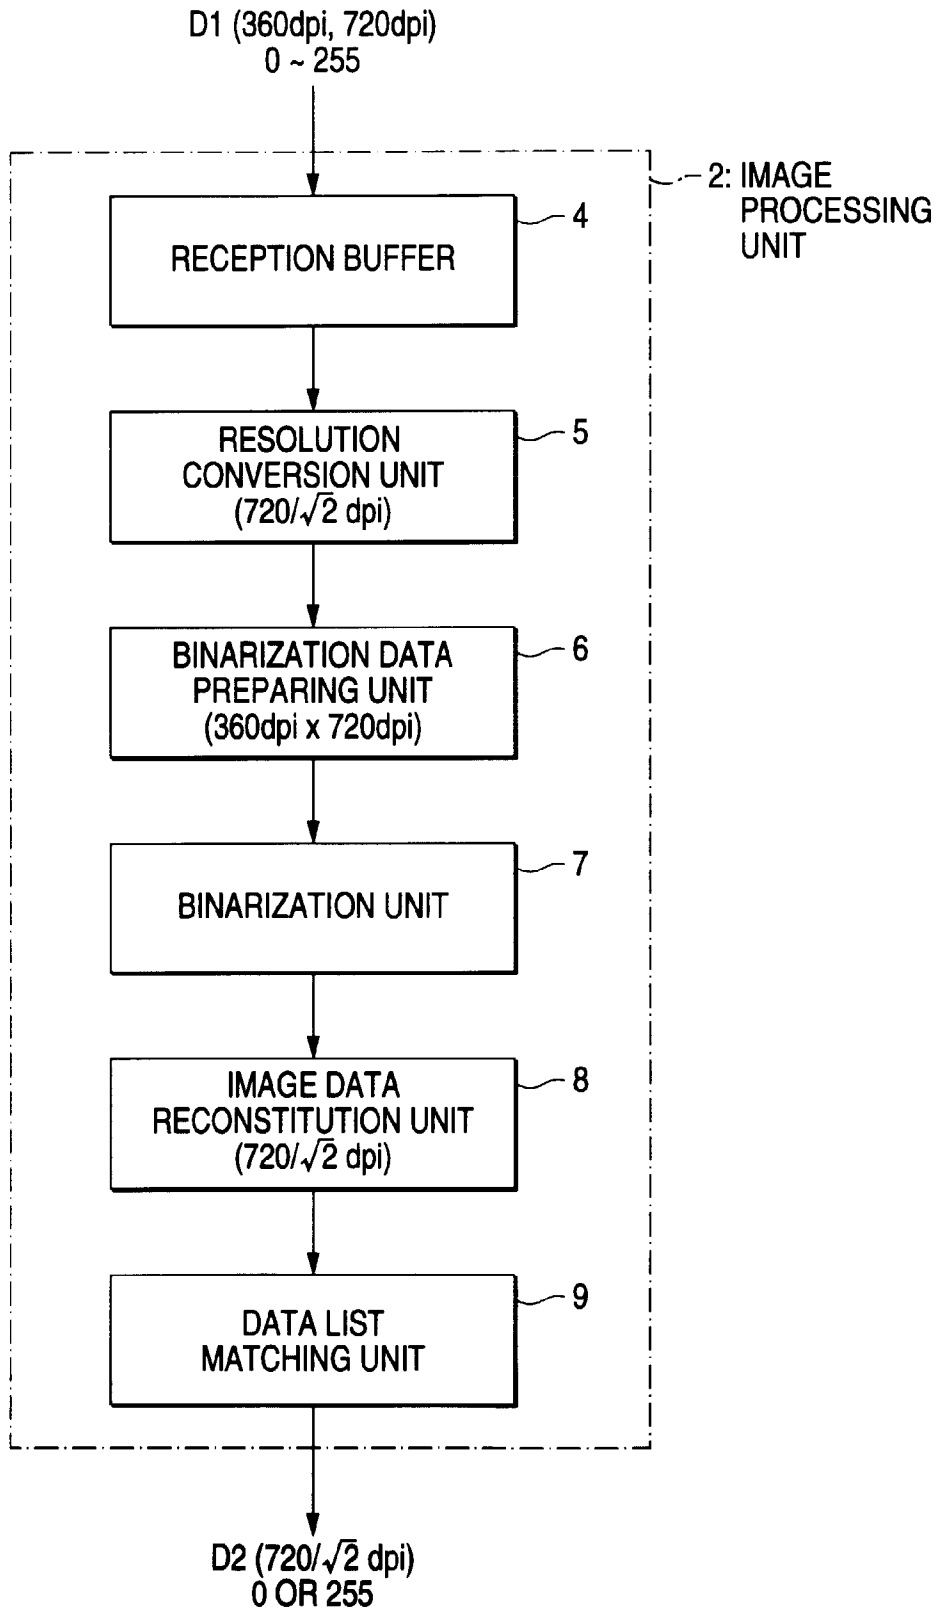 D1 (360dpi, 720dpi)
0 ~ 255
2: IMAGE
PROCESSING
UNIT
4
RECEPTION BUFFER
5
RESOLUTION
CONVERSION UNIT
(720/√2 dpi)
6
BINARIZATION DATA
PREPARING UNIT
(360dpi x 720dpi)
7
BINARIZATION UNIT
8
IMAGE DATA
RECONSTITUTION UNIT
(720/√2 dpi)
9
DATA LIST
MATCHING UNIT
D2 (720/√2 dpi)
0 OR 255